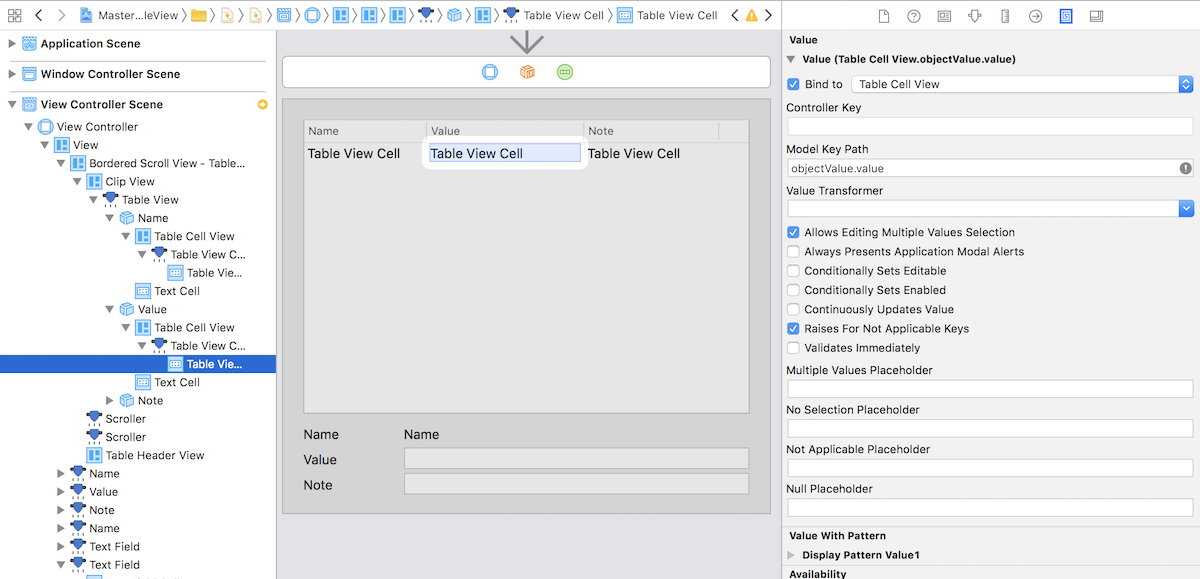 Master...leView Table View Cell Table View Cell
Application Scene
Window Controller Scene
View Controller Scene
View Controller
View
Bordered Scroll View - Table...
Clip View
Table View
Name
Table Cell View
Table View C...
Table Vie...
Text Cell
Value
Table Cell View
Table View C...
Table Vie...
Text Cell
Note
Scroller
Scroller
Table Header View
Name
Value
Note
Name
Text Field
Text Field
Name Value Note
Table View Cell Table View Cell Table View Cell
Name Name
Value
Note
Value
Value (Table Cell View.objectValue.value)
Bind to Table Cell View
Controller Key
Model Key Path
objectValue.value
Value Transformer
Allows Editing Multiple Values Selection
Always Presents Application Modal Alerts
Conditionally Sets Editable
Conditionally Sets Enabled
Continuously Updates Value
Raises For Not Applicable Keys
Validates Immediately
Multiple Values Placeholder
No Selection Placeholder
Not Applicable Placeholder
Null Placeholder
Value With Pattern
Display Pattern Value1
Availability